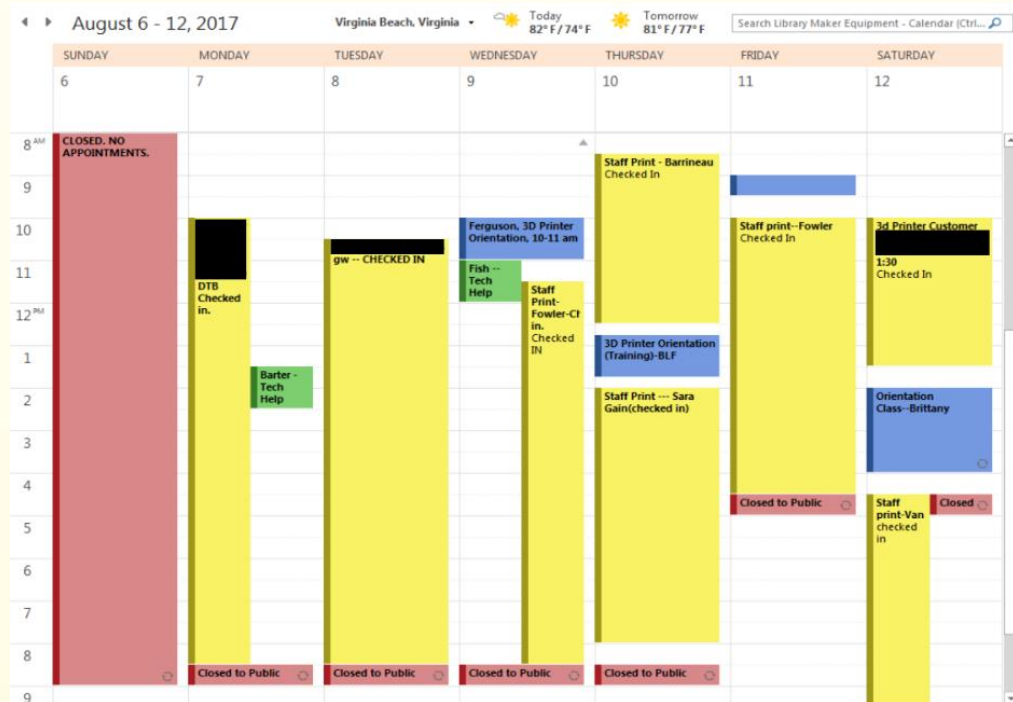 August 6 - 12, 2017
Virginia Beach, Virginia
Today
82° F / 74° F
Tomorrow
81° F / 77° F
Search Library Maker Equipment - Calendar (Ctrl...
SUNDAY MONDAY TUESDAY WEDNESDAY THURSDAY FRIDAY SATURDAY
6 7 8 9 10 11 12
8 AM
9
10
11
12 PM
1
2
3
4
5
6
7
8
9
CLOSED. NO
APPOINTMENTS.
DTB
Checked
in.
Barter -
Tech
Help
Closed to Public
gw -- CHECKED IN
Closed to Public
Ferguson, 3D Printer
Orientation, 10-11 am
Fish --
Tech
Help
Staff
Print-
Fowler-Ch
in.
Checked
IN
Closed to Public
Staff Print - Barrineau
Checked In
3D Printer Orientation
(Training)-BLF
Staff Print --- Sara
Gain(checked in)
Closed to Public
Staff print--Fowler
Checked In
Closed to Public
3d Printer Customer
1:30
Checked In
Orientation
Class--Brittany
Staff
print-Van
checked
in
Closed